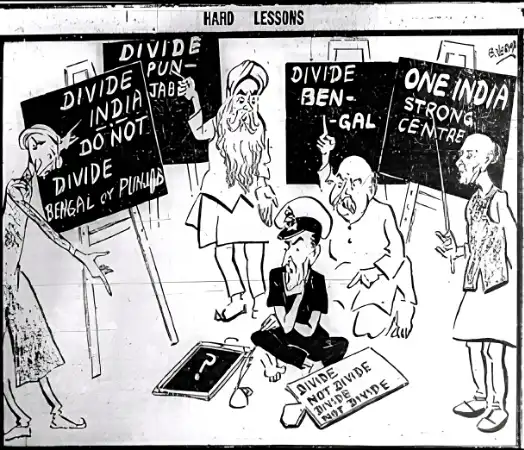 HARD LESSONS
DIVIDE
INDIA
DO NOT
DIVIDE
BENGAL or PUNJAB
DIVIDE
PUN-
JABE
DIVIDE
BEN-
-GAL
ONE INDIA
STRONG
CENTRE
?
DIVIDE
NOT DIVIDE
DIVIDE
NOT DIVIDE